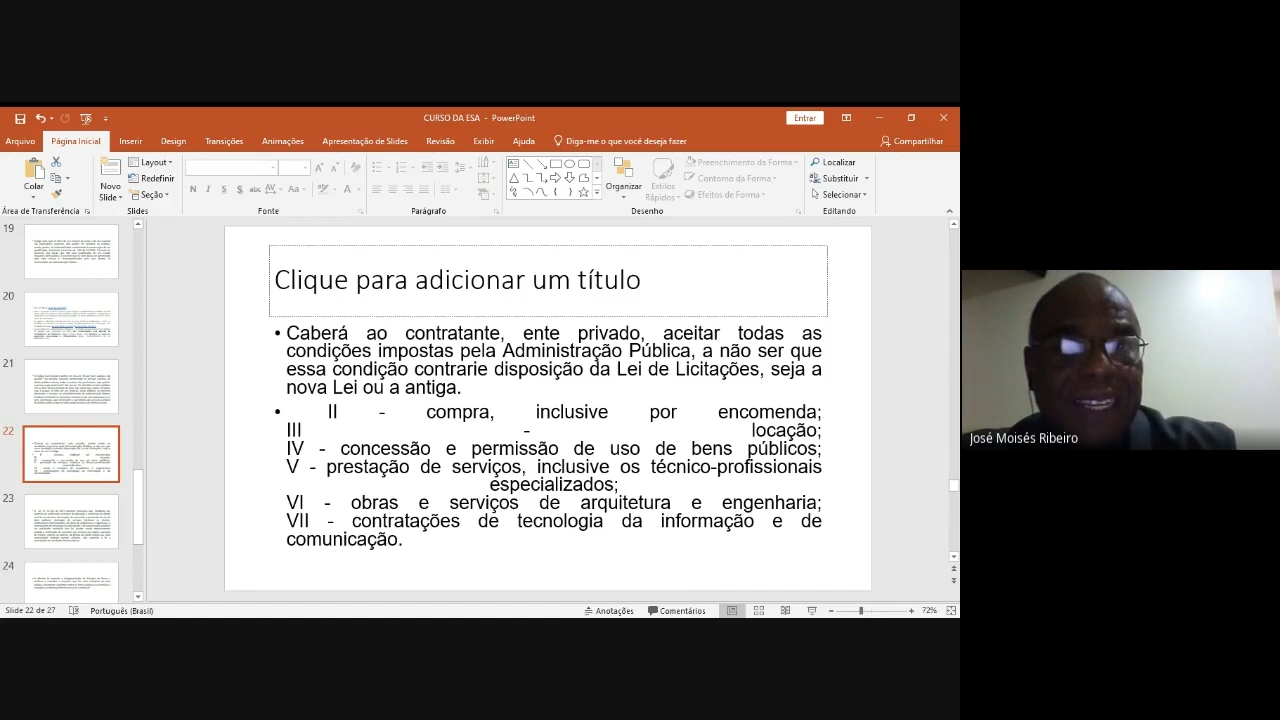 CURSO DA ESA - PowerPoint
Entrar
Arquivo Página Inicial Inserir Design Transições Animações Apresentação de Slides Revisão Exibir Ajuda Diga-me o que você deseja fazer Compartilhar
Colar
Novo Slide
Layout
Redefinir
Seção
N I S S abc AV Aa A
Organizar
Estilos Rápidos
Preenchimento da Forma
Contorno da Forma
Efeitos de Forma
Localizar
Substituir
Selecionar
Área de Transferência Slides Fonte Parágrafo Desenho Editando
19
20
21
22
23
24
Clique para adicionar um título
• Caberá ao contratante, ente privado, aceitar todas as
condições impostas pela Administração Pública, a não ser que
essa condição contrarie disposição da Lei de Licitações, seja a
nova Lei ou a antiga.
• II - compra, inclusive por encomenda;
III - locação;
IV - concessão e permissão de uso de bens públicos;
V - prestação de serviços, inclusive os técnico-profissionais
especializados;
VI - obras e serviços de arquitetura e engenharia;
VII - contratações de tecnologia da informação e de
comunicação.
José Moisés Ribeiro
Slide 22 de 27 Português (Brasil) Anotações Comentários 72%